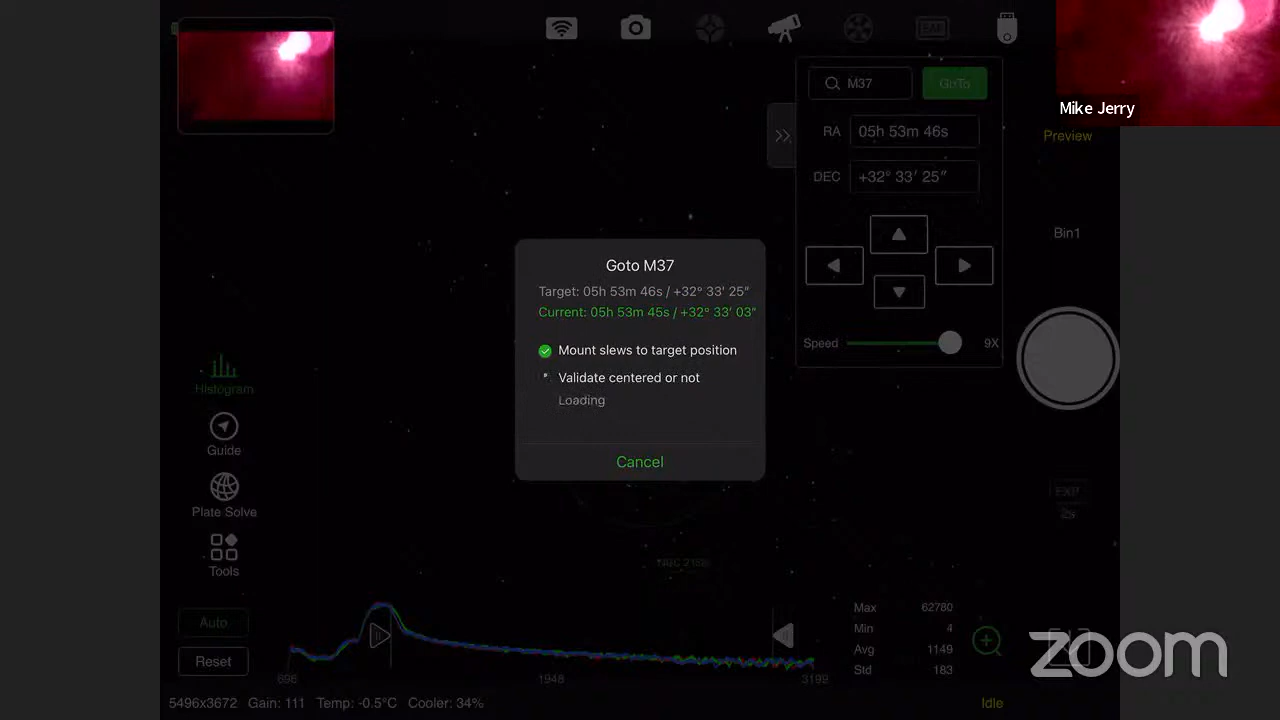 M37
GoTo
RA 05h 53m 46s
DEC +32° 33′ 25″
Speed 9X
Mike Jerry
Preview
Bin1
EXP
2s
Goto M37
Target: 05h 53m 46s / +32° 33′ 25″
Current: 05h 53m 45s / +32° 33′ 03″
Mount slews to target position
Validate centered or not
Loading
Cancel
Histogram
Guide
Plate Solve
Tools
Auto
Reset
696 1948 3199
Max 62780
Min 4
Avg 1149
Std 183
zoom
5496x3672 Gain: 111 Temp: -0.5°C Cooler: 34%
Idle